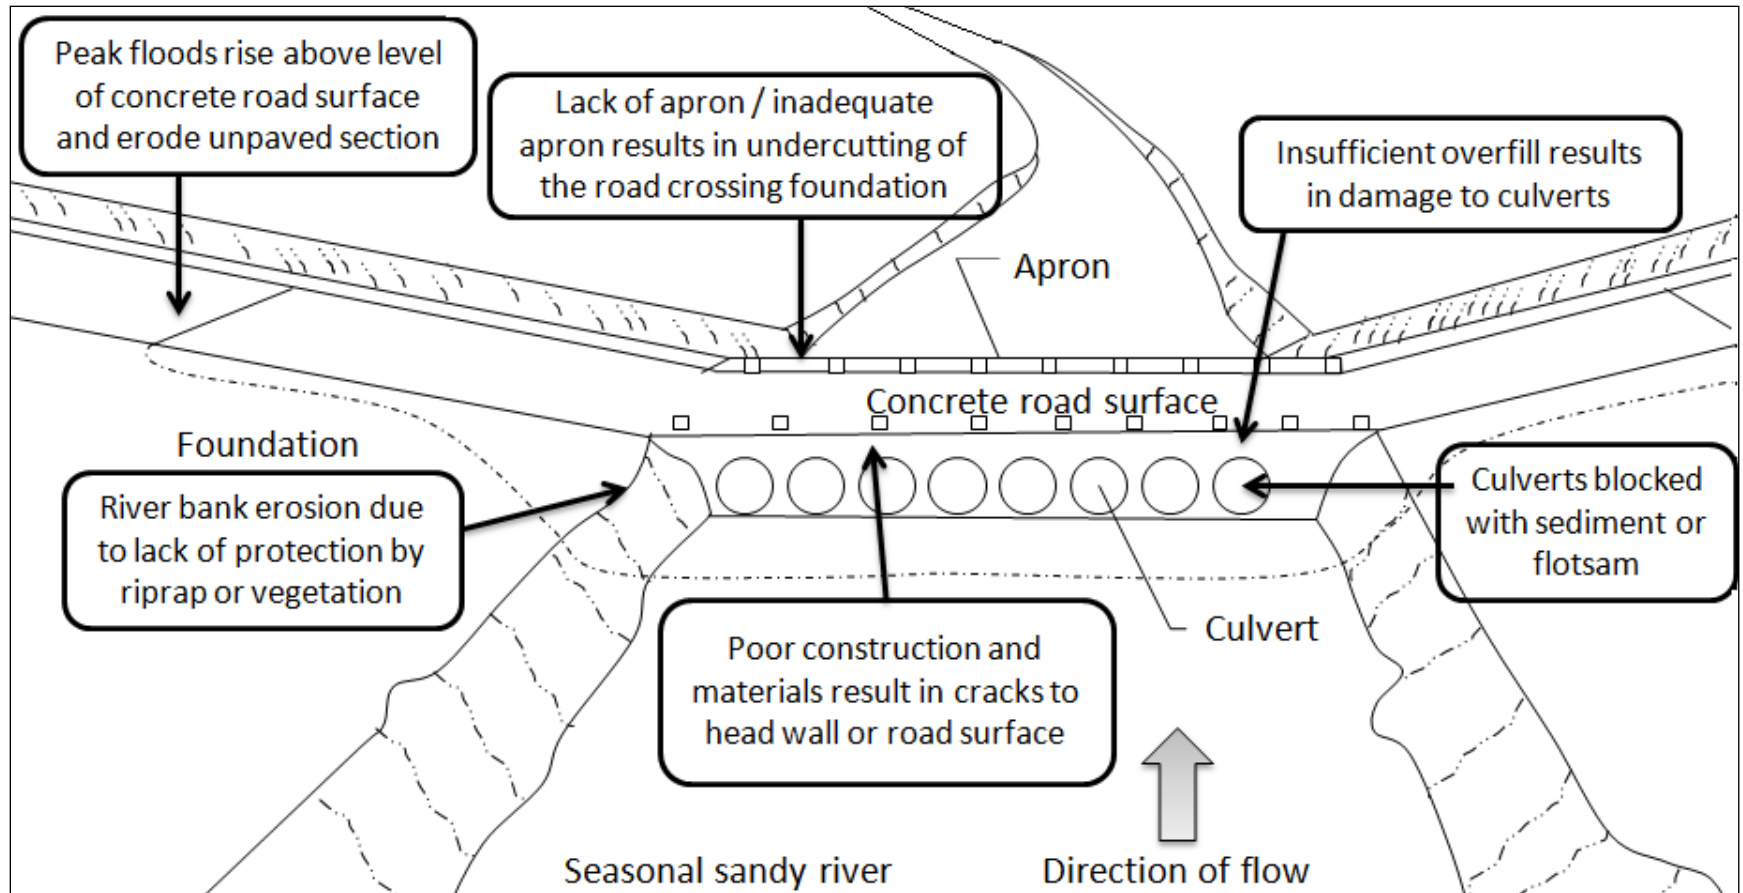 Peak floods rise above level
of concrete road surface
and erode unpaved section
Lack of apron / inadequate
apron results in undercutting of
the road crossing foundation
Insufficient overfill results
in damage to culverts
Apron
Concrete road surface
Foundation
River bank erosion due
to lack of protection by
riprap or vegetation
Culverts blocked
with sediment or
flotsam
Poor construction and
materials result in cracks to
head wall or road surface
Culvert
Seasonal sandy river
Direction of flow